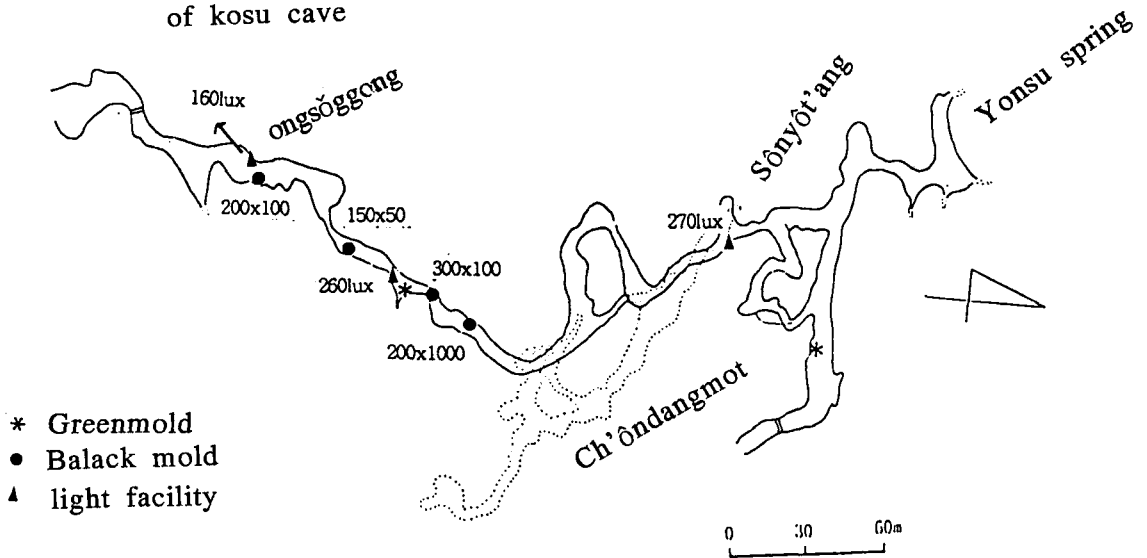 of kosu cave
160lux
ongsŏggong
200x100
150x50
260lux
300x100
200x1000
Sônyôt'ang
270lux
Yonsu spring
Ch'ôndangmot
* Greenmold
● Balack mold
▲ light facility
0 30 60m